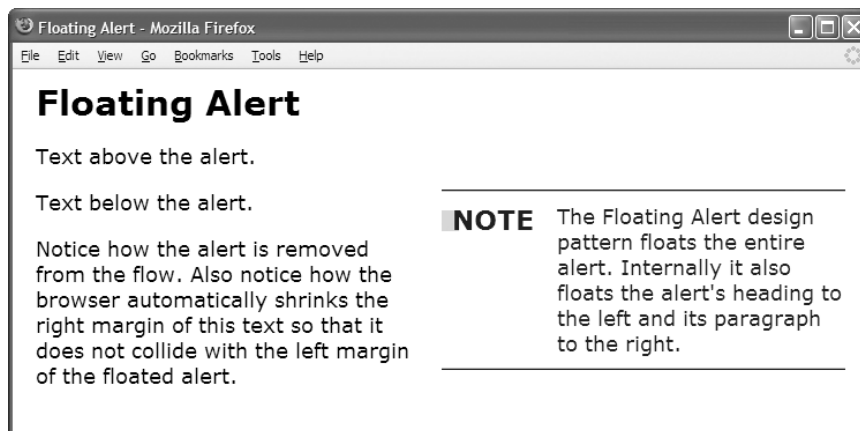 Floating Alert - Mozilla Firefox
File Edit View Go Bookmarks Tools Help
Floating Alert
Text above the alert.
Text below the alert.
Notice how the alert is removed
from the flow. Also notice how the
browser automatically shrinks the
right margin of this text so that it
does not collide with the left margin
of the floated alert.
NOTE
The Floating Alert design
pattern floats the entire
alert. Internally it also
floats the alert's heading to
the left and its paragraph
to the right.